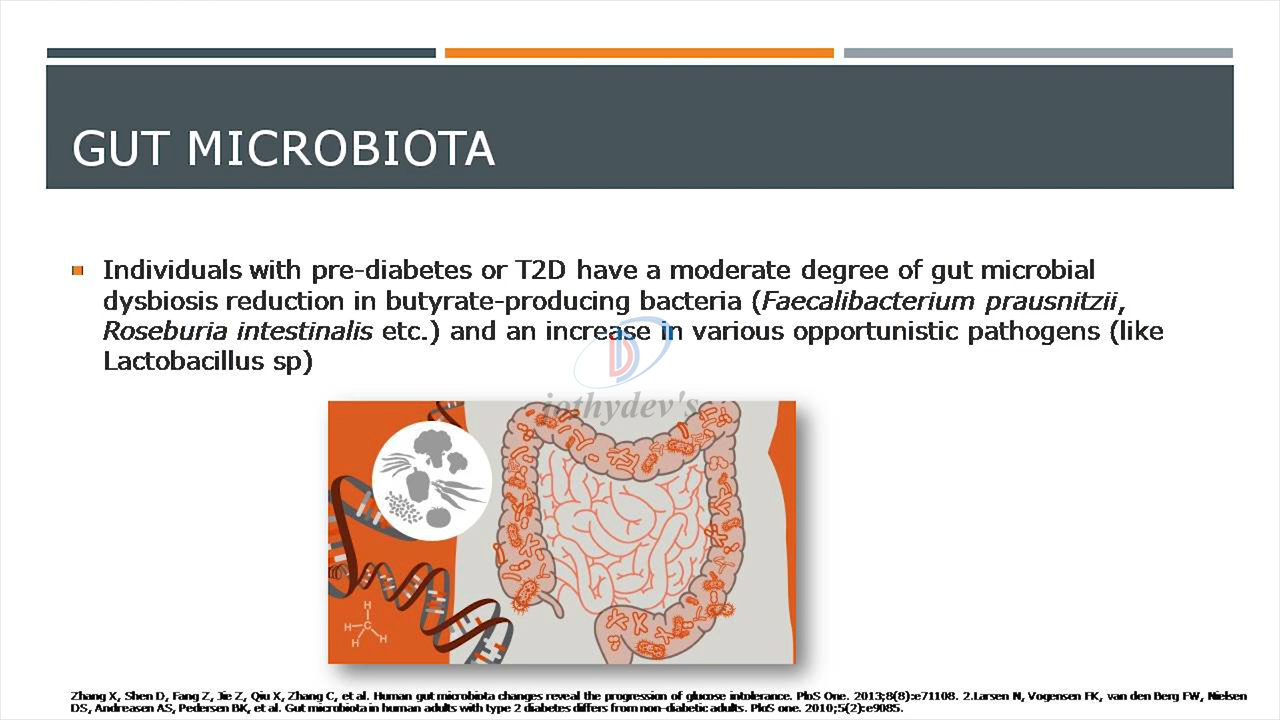 GUT MICROBIOTA
Individuals with pre-diabetes or T2D have a moderate degree of gut microbial
dysbiosis reduction in butyrate-producing bacteria (Faecalibacterium prausnitzii,
Roseburia intestinalis etc.) and an increase in various opportunistic pathogens (like
Lactobacillus sp)
jothydev's
H
H C
H H
Zhang X, Shen D, Fang Z, Jie Z, Qiu X, Zhang C, et al. Human gut microbiota changes reveal the progression of glucose intolerance. PloS One. 2013;8(8):e71108. 2.Larsen N, Vogensen FK, van den Berg FW, Nielsen
DS, Andreasen AS, Pedersen BK, et al. Gut microbiota in human adults with type 2 diabetes differs from non-diabetic adults. PloS one. 2010;5(2):e9085.